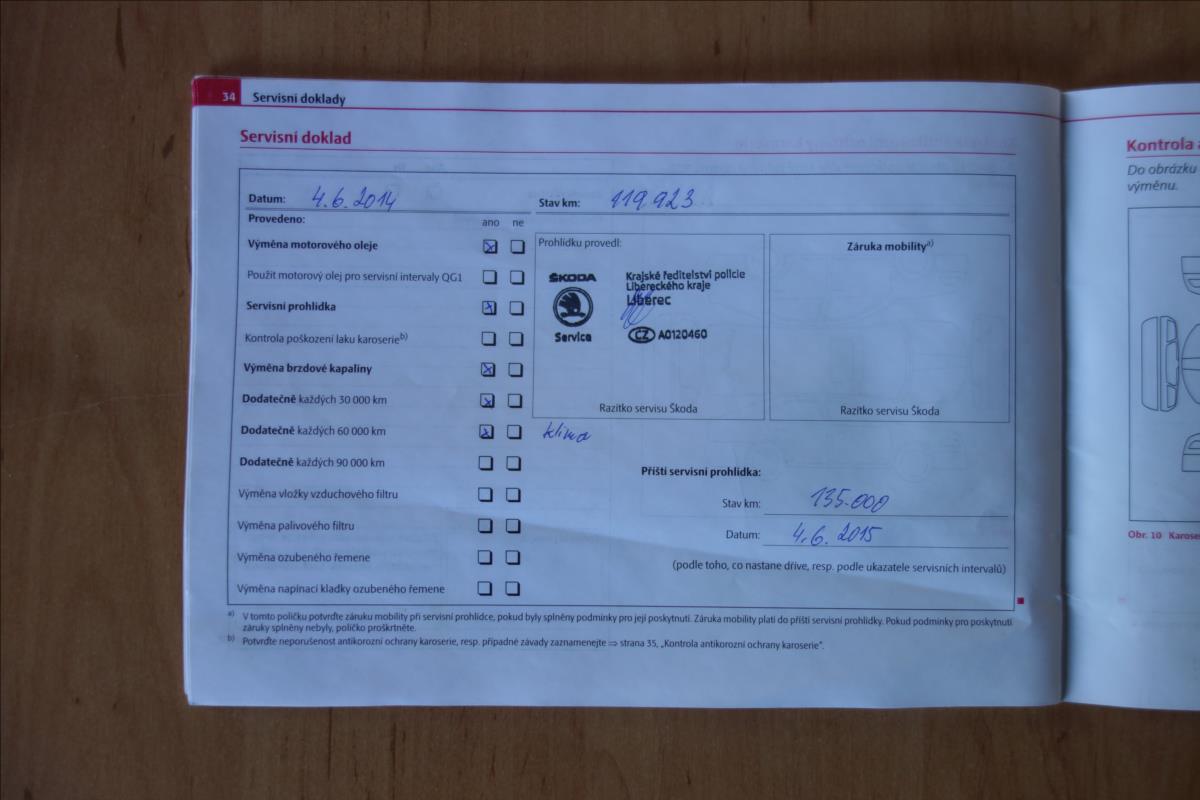 34 Servisní doklady
Servisní doklad
Datum: 4.6.2014 Stav km: 119 923
Provedeno: ano ne
Výměna motorového oleje
Použit motorový olej pro servisní intervaly QG1
Servisní prohlídka
Kontrola poškození laku karoserie b)
Výměna brzdové kapaliny
Dodatečně každých 30 000 km
Dodatečně každých 60 000 km klima
Dodatečně každých 90 000 km
Výměna vložky vzduchového filtru
Výměna palivového filtru
Výměna ozubeného řemene
Výměna napínací kladky ozubeného řemene
Prohlídku provedl:
ŠKODA
Service
Krajské ředitelství policie
Libereckého kraje
Liberec
CZ A0120460
Razítko servisu Škoda
Záruka mobility a)
Razítko servisu Škoda
Příští servisní prohlídka:
Stav km: 135.000
Datum: 4.6.2015
(podle toho, co nastane dříve, resp. podle ukazatele servisních intervalů)
a) V tomto políčku potvrďte záruku mobility při servisní prohlídce, pokud byly splněny podmínky pro její poskytnutí. Záruka mobility platí do příští servisní prohlídky. Pokud podmínky pro poskytnutí
záruky splněny nebyly, políčko proškrtněte.
b) Potvrďte neporušenost antikorozní ochrany karoserie, resp. případné závady zaznamenejte ⇒ strana 35, „Kontrola antikorozní ochrany karoserie“.
Kontrola
Do obrázku
výměnu.
Obr. 10